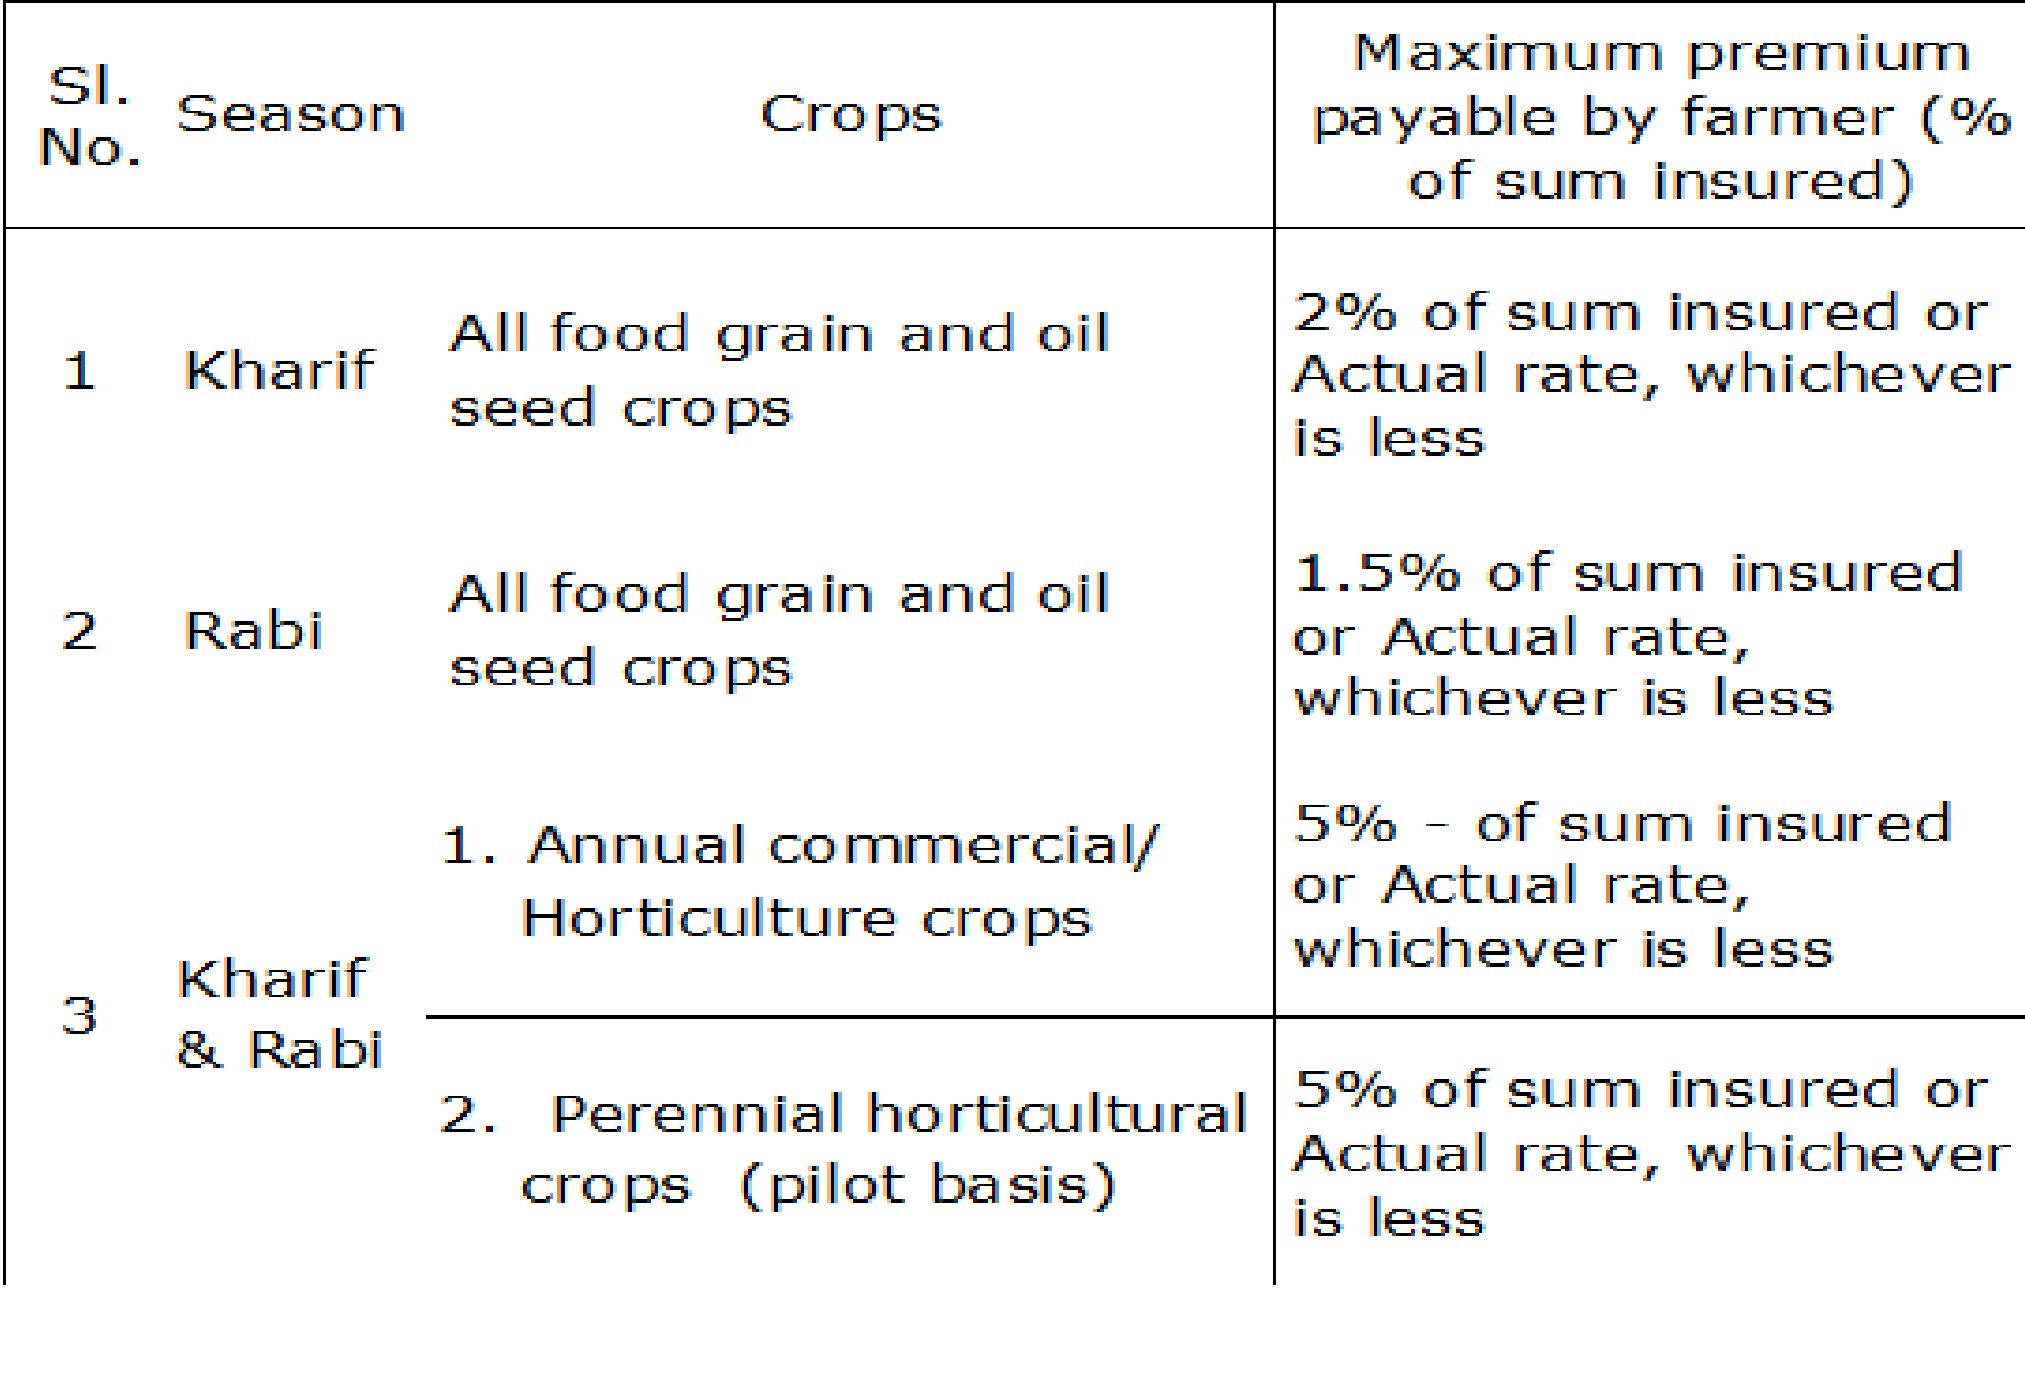 Sl. No.
Season
Crops
Maximum premium
payable by farmer (%
of sum insured)
1
Kharif
All food grain and oil
seed crops
2% of sum insured or
Actual rate, whichever
is less
2
Rabi
All food grain and oil
seed crops
1.5% of sum insured
or Actual rate,
whichever is less
3
Kharif
& Rabi
1. Annual commercial/
Horticulture crops
5% - of sum insured
or Actual rate,
whichever is less
2. Perennial horticultural
crops (pilot basis)
5% of sum insured or
Actual rate, whichever
is less